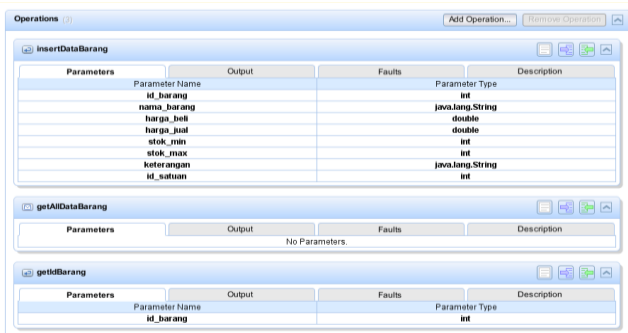 Operations (3) Add Operation... Remove Operation
insertDataBarang
Parameters Output Faults Description
Parameter Name Parameter Type
id_barang int
nama_barang java.lang.String
harga_beli double
harga_jual double
stok_min int
stok_max int
keterangan java.lang.String
id_satuan int
getAllDataBarang
Parameters Output Faults Description
No Parameters.
getIdBarang
Parameters Output Faults Description
Parameter Name Parameter Type
id_barang int